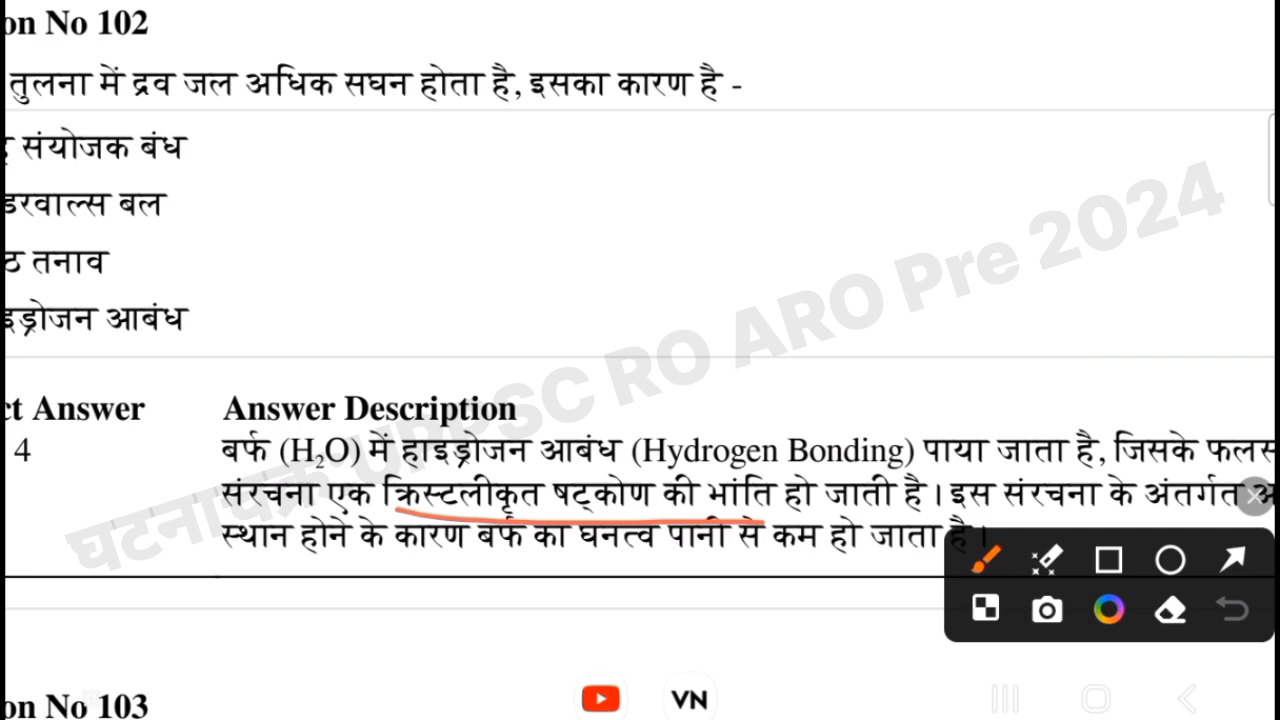 on No 102
तुलना में द्रव जल अधिक सघन होता है, इसका कारण है -
संयोजक बंध
डरवाल्स बल
ठ तनाव
इड्रोजन आबंध
घटनाचक्र UPPSC RO ARO Pre 2024
ct Answer Answer Description
4 बर्फ (H₂O) में हाइड्रोजन आबंध (Hydrogen Bonding) पाया जाता है, जिसके फलस
संरचना एक क्रिस्टलीकृत षट्कोण की भांति हो जाती है। इस संरचना के अंतर्गत अ
स्थान होने के कारण बर्फ का घनत्व पानी से कम हो जाता है।
VN
on No 103